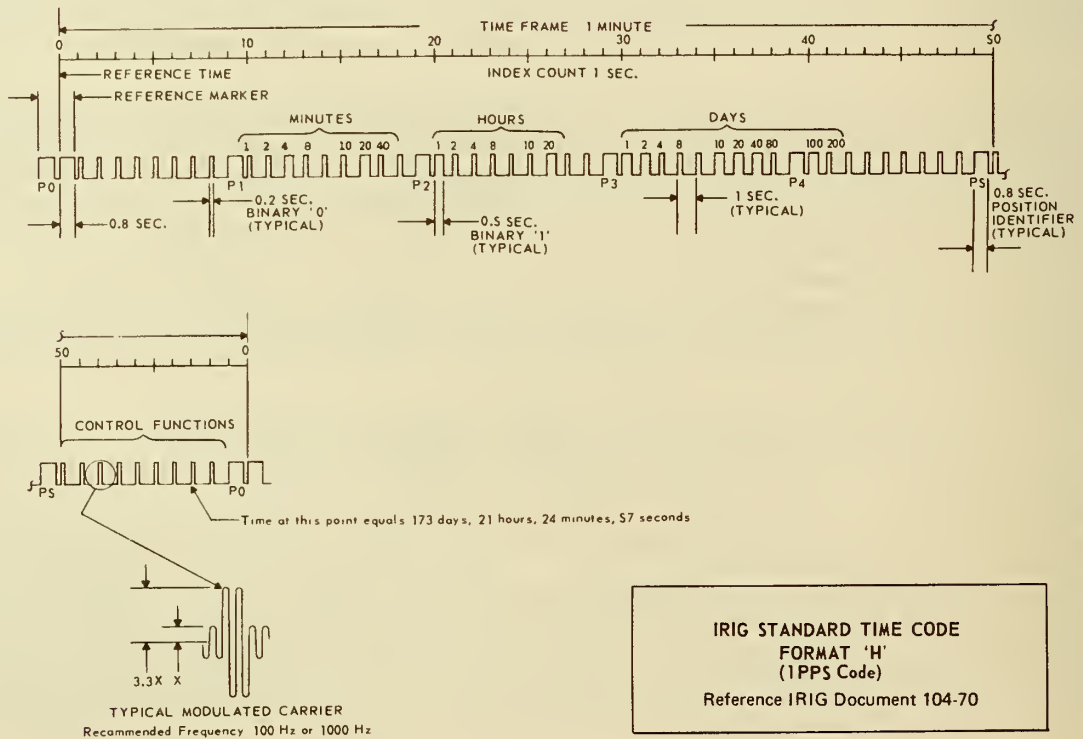 TIME FRAME 1 MINUTE
0 10 20 30 40 50
REFERENCE TIME
INDEX COUNT 1 SEC.
REFERENCE MARKER
MINUTES
HOURS
DAYS
1 2 4 8 10 20 40
1 2 4 8 10 20
1 2 4 8 10 20 40 80 100 200
P0 P1 P2 P3 P4 PS
0.8 SEC.
0.2 SEC.
BINARY '0'
(TYPICAL)
0.5 SEC.
BINARY '1'
(TYPICAL)
1 SEC.
(TYPICAL)
0.8 SEC.
POSITION
IDENTIFIER
(TYPICAL)
50 0
CONTROL FUNCTIONS
PS P0
Time at this point equals 173 days, 21 hours, 24 minutes, 57 seconds
3.3X X
TYPICAL MODULATED CARRIER
Recommended Frequency 100 Hz or 1000 Hz
IRIG STANDARD TIME CODE
FORMAT 'H'
(1PPS Code)
Reference IRIG Document 104-70